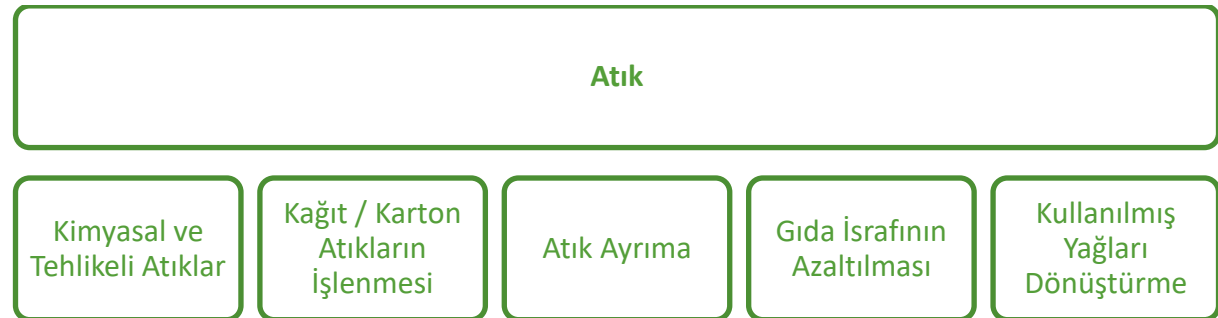 Atık
Kimyasal ve
Tehlikeli Atıklar
Kağıt / Karton
Atıkların
İşlenmesi
Atık Ayrıma
Gıda İsrafının
Azaltılması
Kullanılmış
Yağları
Dönüştürme